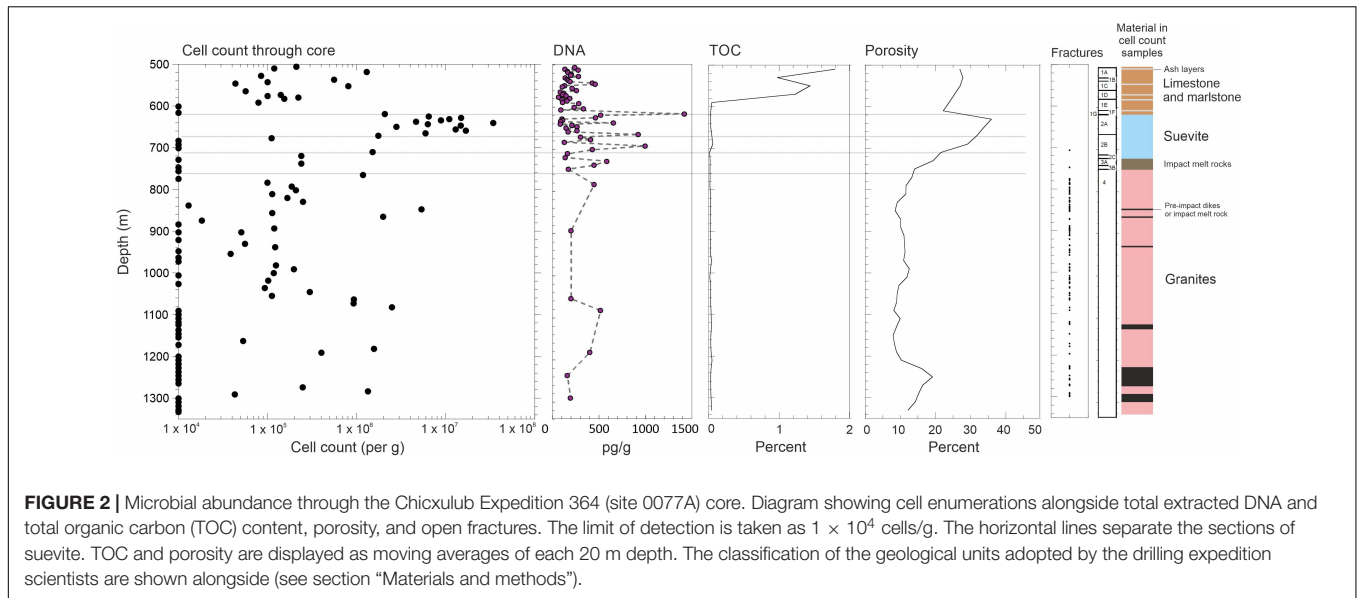 Cell count through core
DNA
TOC
Porosity
Fractures
Material in
cell count
samples
500
600
700
800
900
1000
1100
1200
1300
Depth (m)
1 x 10⁴
1 x 10⁵
1 x 10⁶
1 x 10⁷
1 x 10⁸
Cell count (per g)
0
500
1000
1500
pg/g
0
1
2
Percent
0
10
20
30
40
50
Percent
1A
1B
1C
1D
1E
1F
1G
2A
2B
2C
3A
3B
4
Ash layers
Limestone
and marlstone
Suevite
Impact melt rocks
Pre-impact dikes
or impact melt rock
Granites
FIGURE 2 | Microbial abundance through the Chicxulub Expedition 364 (site 0077A) core. Diagram showing cell enumerations alongside total extracted DNA and
total organic carbon (TOC) content, porosity, and open fractures. The limit of detection is taken as 1 × 10⁴ cells/g. The horizontal lines separate the sections of
suevite. TOC and porosity are displayed as moving averages of each 20 m depth. The classification of the geological units adopted by the drilling expedition
scientists are shown alongside (see section “Materials and methods”).